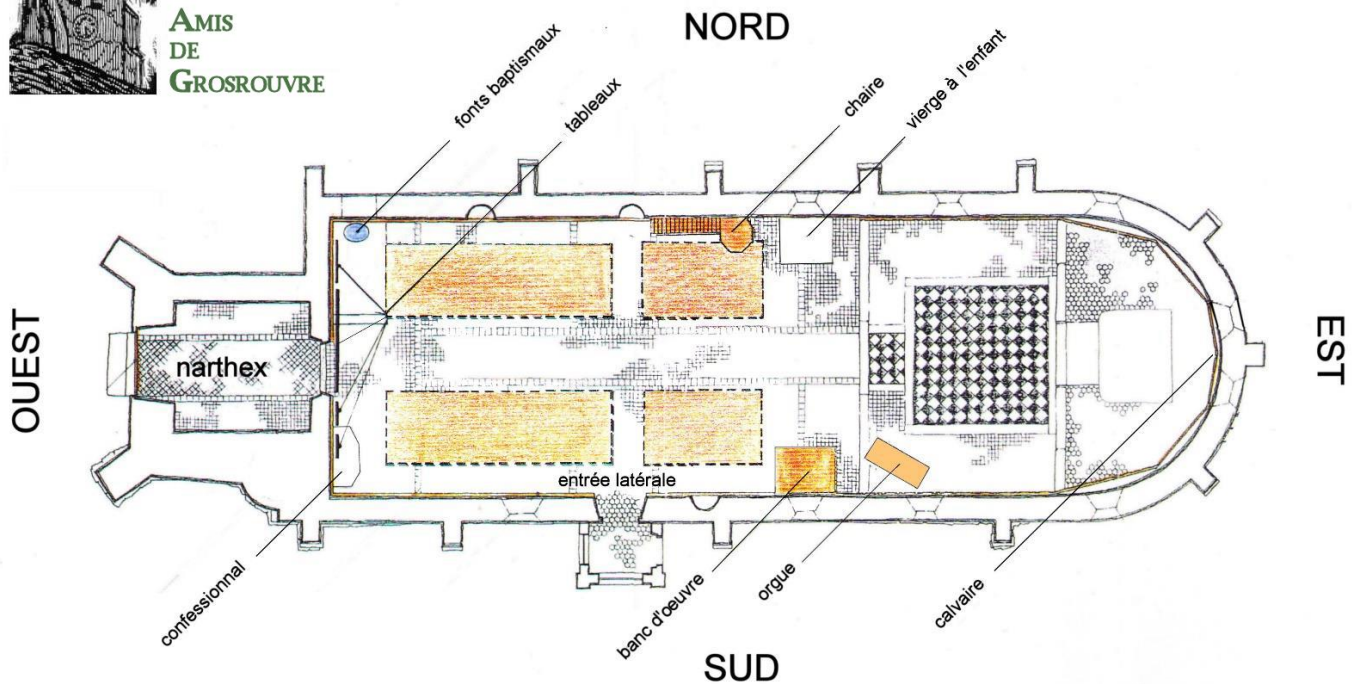 AMIS
DE
GROSROUVRE
NORD
fonts baptismaux
tableaux
chaire
vierge à l'enfant
OUEST
narthex
EST
entrée latérale
confessionnal
banc d'oeuvre
orgue
calvaire
SUD